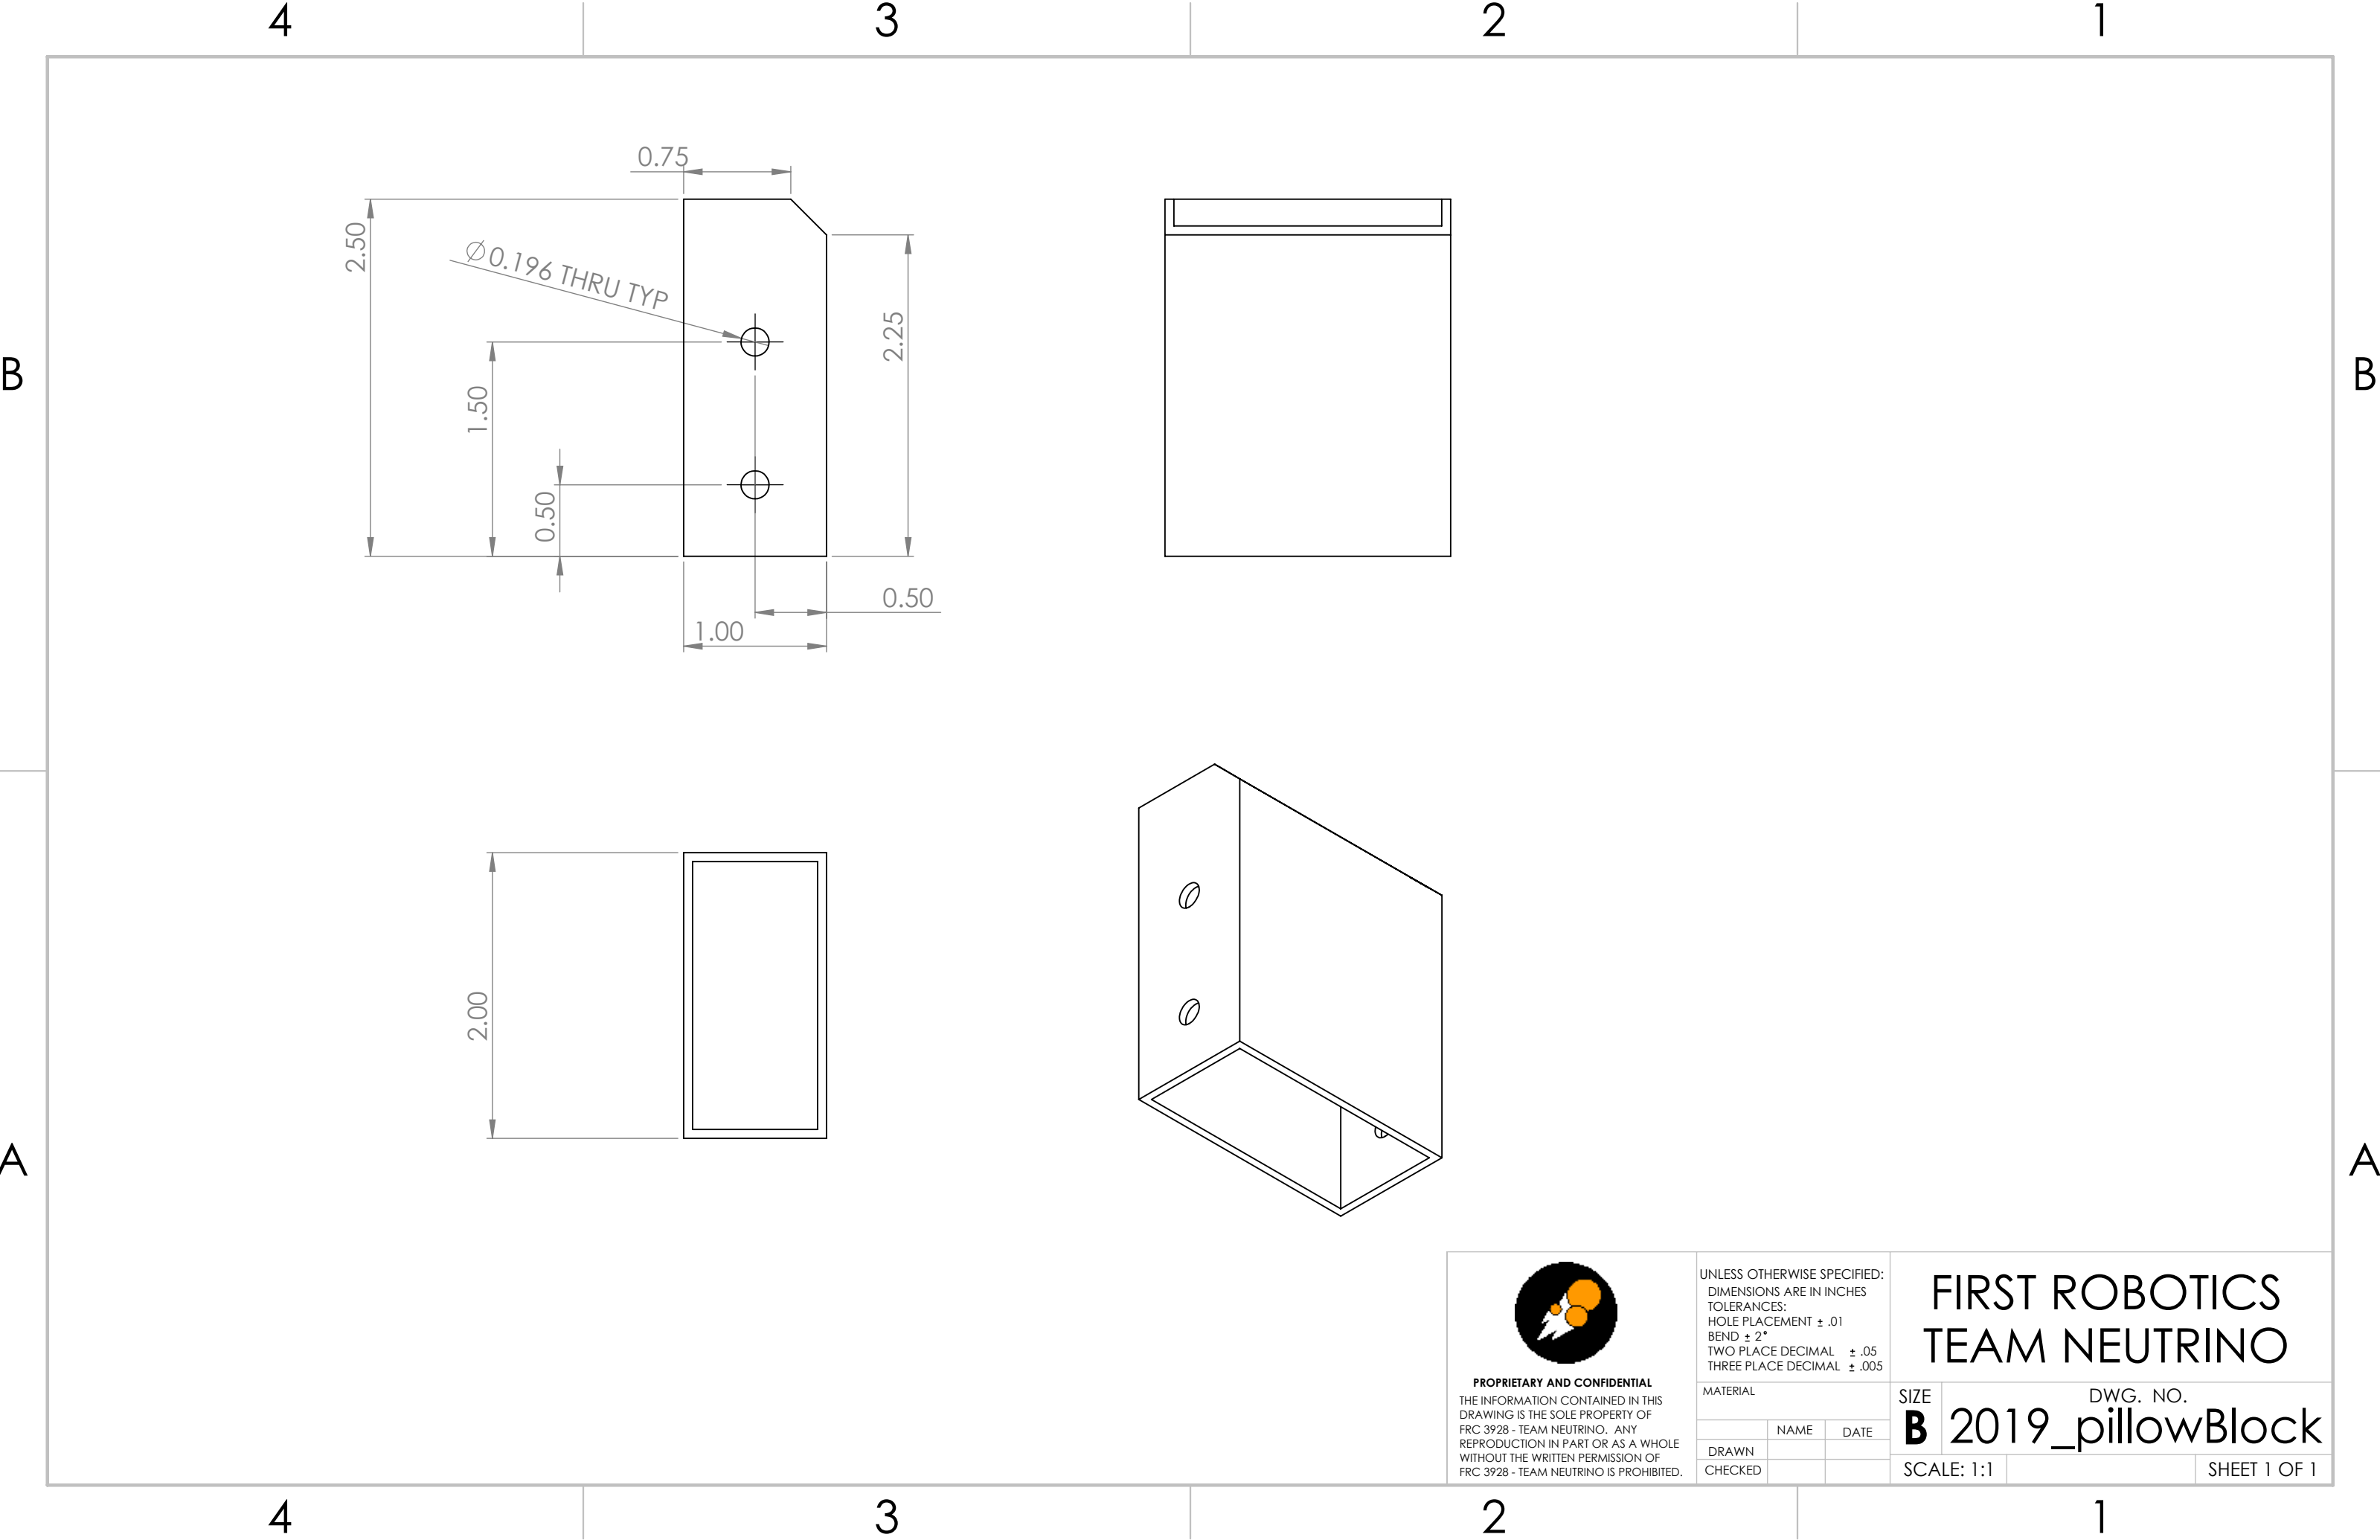 4 3 2 1
B B
0.75
2.50
Ø0.196 THRU TYP
2.25
1.50
0.50
0.50
1.00
2.00
A A
PROPRIETARY AND CONFIDENTIAL
THE INFORMATION CONTAINED IN THIS
DRAWING IS THE SOLE PROPERTY OF
FRC 3928 - TEAM NEUTRINO. ANY
REPRODUCTION IN PART OR AS A WHOLE
WITHOUT THE WRITTEN PERMISSION OF
FRC 3928 - TEAM NEUTRINO IS PROHIBITED.
UNLESS OTHERWISE SPECIFIED:
DIMENSIONS ARE IN INCHES
TOLERANCES:
HOLE PLACEMENT ± .01
BEND ± 2°
TWO PLACE DECIMAL ± .05
THREE PLACE DECIMAL ± .005
MATERIAL
NAME DATE
DRAWN
CHECKED
FIRST ROBOTICS
TEAM NEUTRINO
SIZE
B
DWG. NO.
2019_pillowBlock
SCALE: 1:1
SHEET 1 OF 1
4 3 2 1